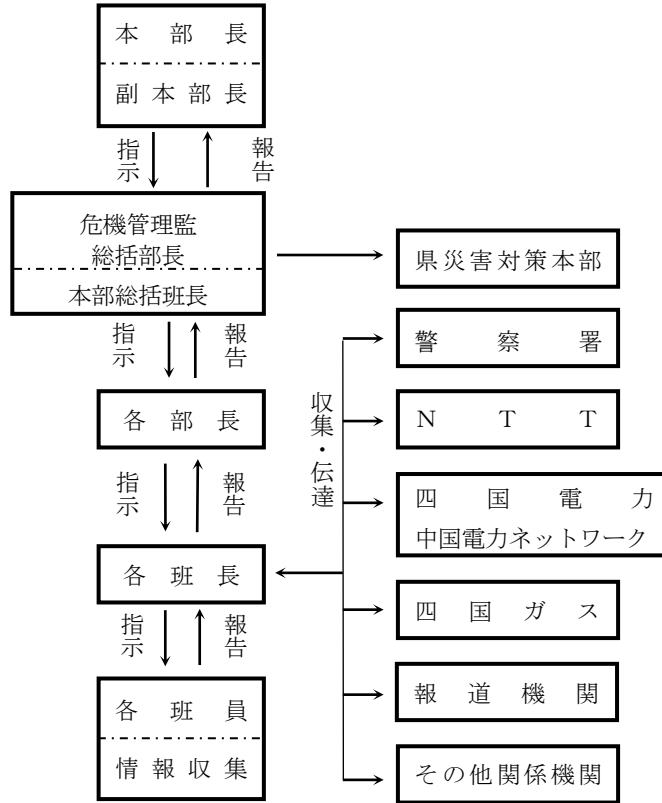 本部長
副本部長
指示
報告
危機管理監
総括部長
本部総括班長
県災害対策本部
指示
報告
警察署
各部長
収集・伝達
NTT
指示
報告
四国電力
中国電力ネットワーク
各班長
四国ガス
指示
報告
各班員
情報収集
報道機関
その他関係機関